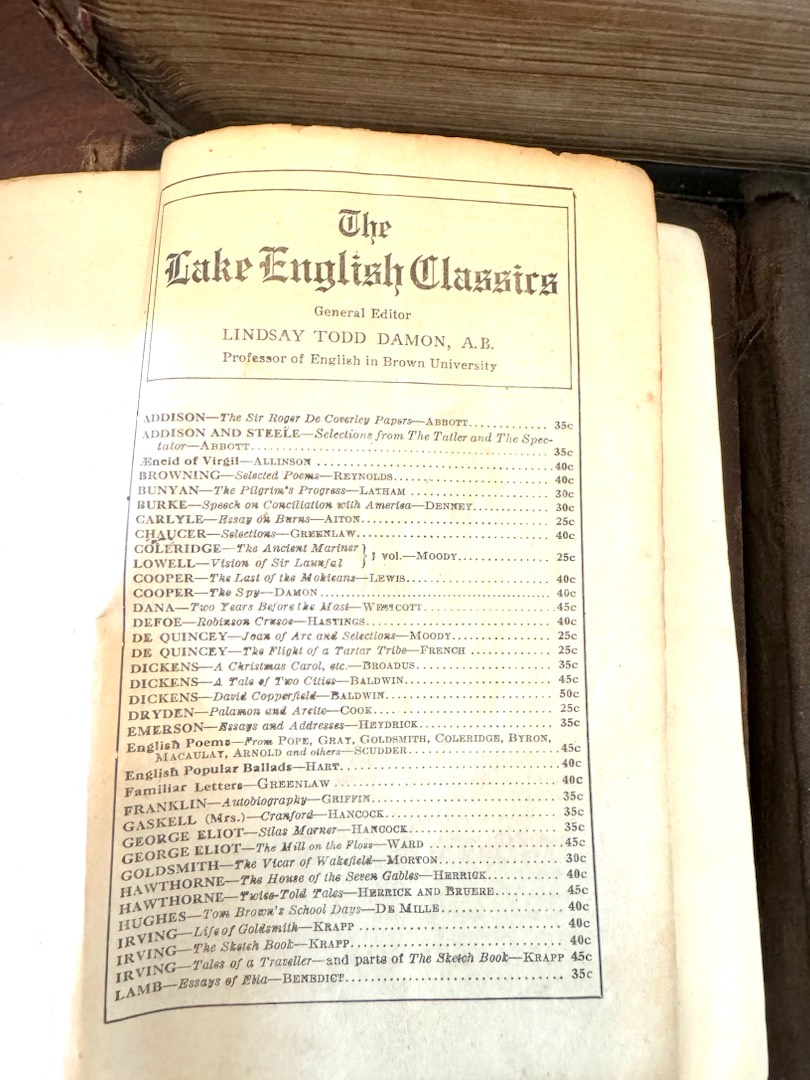 The
Lake English Classics
General Editor
LINDSAY TODD DAMON, A.B.
Professor of English in Brown University
ADDISON—The Sir Roger De Coverley Papers—ABBOTT.......... 35c
ADDISON AND STEELE—Selections from The Tatler and The Spec-
tator—ABBOTT.......... 35c
Æneid of Virgil—ALLINSON .......... 40c
BROWNING—Selected Poems—REYNOLDS.......... 40c
BUNYAN—The Pilgrim's Progress—LATHAM .......... 30c
BURKE—Speech on Conciliation with America—DENNEY.......... 30c
CARLYLE—Essay on Burns—AITON.......... 25c
CHAUCER—Selections—GREENLAW.......... 40c
COLERIDGE—The Ancient Mariner } 1 vol.—MOODY.......... 25c
LOWELL—Vision of Sir Launfal
COOPER—The Last of the Mohicans—LEWIS.......... 40c
COOPER—The Spy—DAMON .......... 40c
DANA—Two Years Before the Mast—WESTCOTT.......... 45c
DEFOE—Robinson Crusoe—HASTINGS.......... 40c
DE QUINCEY—Joan of Arc and Selections—MOODY.......... 25c
DE QUINCEY—The Flight of a Tartar Tribe—FRENCH .......... 25c
DICKENS—A Christmas Carol, etc.—BROADUS.......... 35c
DICKENS—A Tale of Two Cities—BALDWIN.......... 45c
DICKENS—David Copperfield—BALDWIN.......... 50c
DRYDEN—Palamon and Arcite—COOK.......... 25c
EMERSON—Essays and Addresses—HEYDRICK.......... 35c
English Poems—From POPE, GRAY, GOLDSMITH, COLERIDGE, BYRON,
MACAULAY, ARNOLD and others—SCUDDER.......... 45c
English Popular Ballads—HART.......... 40c
Familiar Letters—GREENLAW .......... 40c
FRANKLIN—Autobiography—GRIFFIN.......... 35c
GASKELL (Mrs.)—Cranford—HANCOCK.......... 35c
GEORGE ELIOT—Silas Marner—HANCOCK.......... 35c
GEORGE ELIOT—The Mill on the Floss—WARD .......... 45c
GOLDSMITH—The Vicar of Wakefield—MORTON.......... 30c
HAWTHORNE—The House of the Seven Gables—HERRICK.......... 40c
HAWTHORNE—Twice-Told Tales—HERRICK AND BRUERE.......... 45c
HUGHES—Tom Brown's School Days—DE MILLE.......... 40c
IRVING—Life of Goldsmith—KRAPP .......... 40c
IRVING—The Sketch Book—KRAPP.......... 40c
IRVING—Tales of a Traveller—and parts of The Sketch Book—KRAPP 45c
LAMB—Essays of Elia—BENEDICT.......... 35c